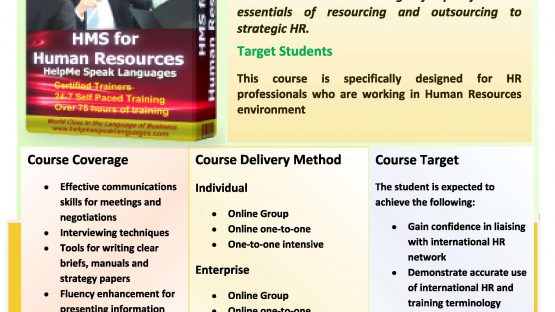 essentials of resourcing and outsourcing to
strategic HR.
Target Students
This course is specifically designed for HR
professionals who are working in Human Resources
environment
HMS for
Human Resources
HelpMe Speak Languages
Certified Trainers
24-7 Self Paced Training
Over 75 hours of training
World Class in the Language of Business
www.helpmespeaklanguages.com
HMS for
Human Resources
Course Coverage
• Effective communications
skills for meetings and
negotiations
• Interviewing techniques
• Tools for writing clear
briefs, manuals and
strategy papers
• Fluency enhancement for
presenting information
Course Delivery Method
Individual
• Online Group
• Online one-to-one
• One-to-one intensive
Enterprise
• Online Group
• Online one-to-one
Course Target
The student is expected to
achieve the following:
• Gain confidence in liaising
with international HR
network
• Demonstrate accurate use
of international HR and
training terminology